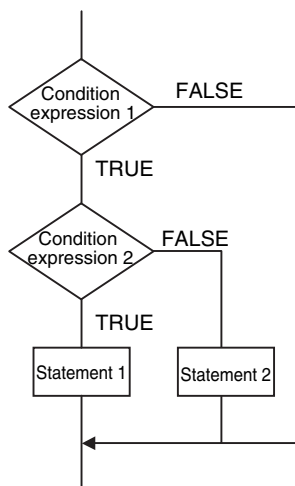 Condition
expression 1
FALSE
TRUE
Condition
expression 2
FALSE
TRUE
Statement 1
Statement 2